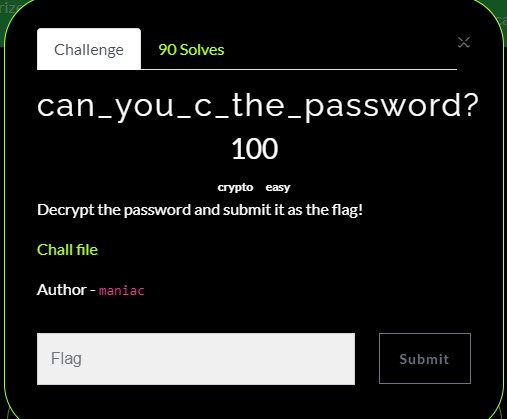 Challenge 90 Solves
can_you_c_the_password?
100
crypto easy
Decrypt the password and submit it as the flag!
Chall file
Author - maniac
Flag Submit